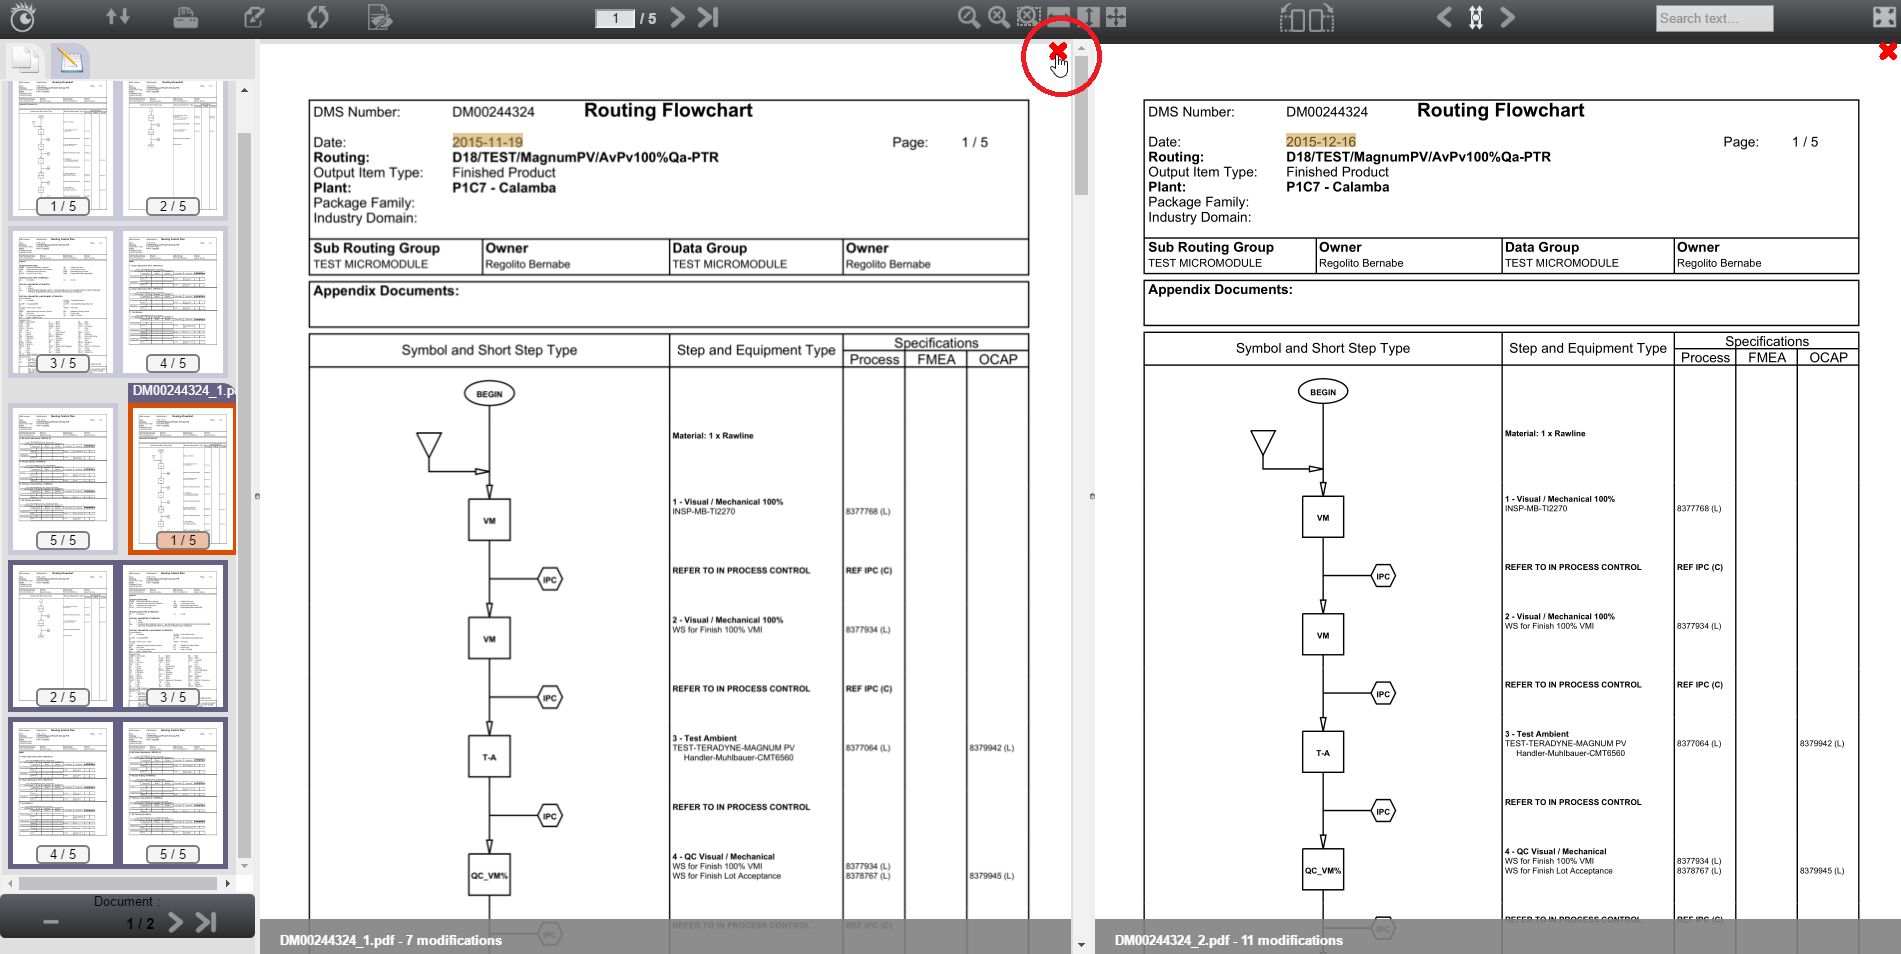 1 / 5
Search text...
1 / 5
2 / 5
3 / 5
4 / 5
DM00244324_1.p
5 / 5
1 / 5
2 / 5
3 / 5
4 / 5
5 / 5
Document :
1 / 2
DMS Number: DM00244324 Routing Flowchart
Date: 2015-11-19 Page: 1 / 5
Routing: D18/TEST/MagnumPV/AvPv100%Qa-PTR
Output Item Type: Finished Product
Plant: P1C7 - Calamba
Package Family:
Industry Domain:
Sub Routing Group Owner Data Group Owner
TEST MICROMODULE Regolito Bernabe TEST MICROMODULE Regolito Bernabe
Appendix Documents:
Symbol and Short Step Type Step and Equipment Type Specifications
Process FMEA OCAP
BEGIN
Material: 1 x Rawline
1 - Visual / Mechanical 100%
INSP-MB-TI2270 8377768 (L)
VM
REFER TO IN PROCESS CONTROL REF IPC (C)
IPC
2 - Visual / Mechanical 100%
WS for Finish 100% VMI 8377934 (L)
VM
REFER TO IN PROCESS CONTROL REF IPC (C)
IPC
3 - Test Ambient
TEST-TERADYNE-MAGNUM PV 8377064 (L) 8379942 (L)
Handler-Muhlbauer-CMT6560
T-A
REFER TO IN PROCESS CONTROL
IPC
4 - QC Visual / Mechanical
WS for Finish 100% VMI 8377934 (L)
WS for Finish Lot Acceptance 8378767 (L) 8379945 (L)
QC_VM%
REFER TO IN PROCESS CONTROL REF IPC (C)
IPC
DM00244324_1.pdf - 7 modifications
DMS Number: DM00244324 Routing Flowchart
Date: 2015-12-16 Page: 1 / 5
Routing: D18/TEST/MagnumPV/AvPv100%Qa-PTR
Output Item Type: Finished Product
Plant: P1C7 - Calamba
Package Family:
Industry Domain:
Sub Routing Group Owner Data Group Owner
TEST MICROMODULE Regolito Bernabe TEST MICROMODULE Regolito Bernabe
Appendix Documents:
Symbol and Short Step Type Step and Equipment Type Specifications
Process FMEA OCAP
BEGIN
Material: 1 x Rawline
1 - Visual / Mechanical 100%
INSP-MB-TI2270 8377768 (L)
VM
REFER TO IN PROCESS CONTROL REF IPC (C)
IPC
2 - Visual / Mechanical 100%
WS for Finish 100% VMI 8377934 (L)
VM
REFER TO IN PROCESS CONTROL REF IPC (C)
IPC
3 - Test Ambient
TEST-TERADYNE-MAGNUM PV 8377064 (L) 8379942 (L)
Handler-Muhlbauer-CMT6560
T-A
REFER TO IN PROCESS CONTROL
IPC
4 - QC Visual / Mechanical
WS for Finish 100% VMI 8377934 (L)
WS for Finish Lot Acceptance 8378767 (L) 8379945 (L)
QC_VM%
REFER TO IN PROCESS CONTROL REF IPC (C)
IPC
DM00244324_2.pdf - 11 modifications